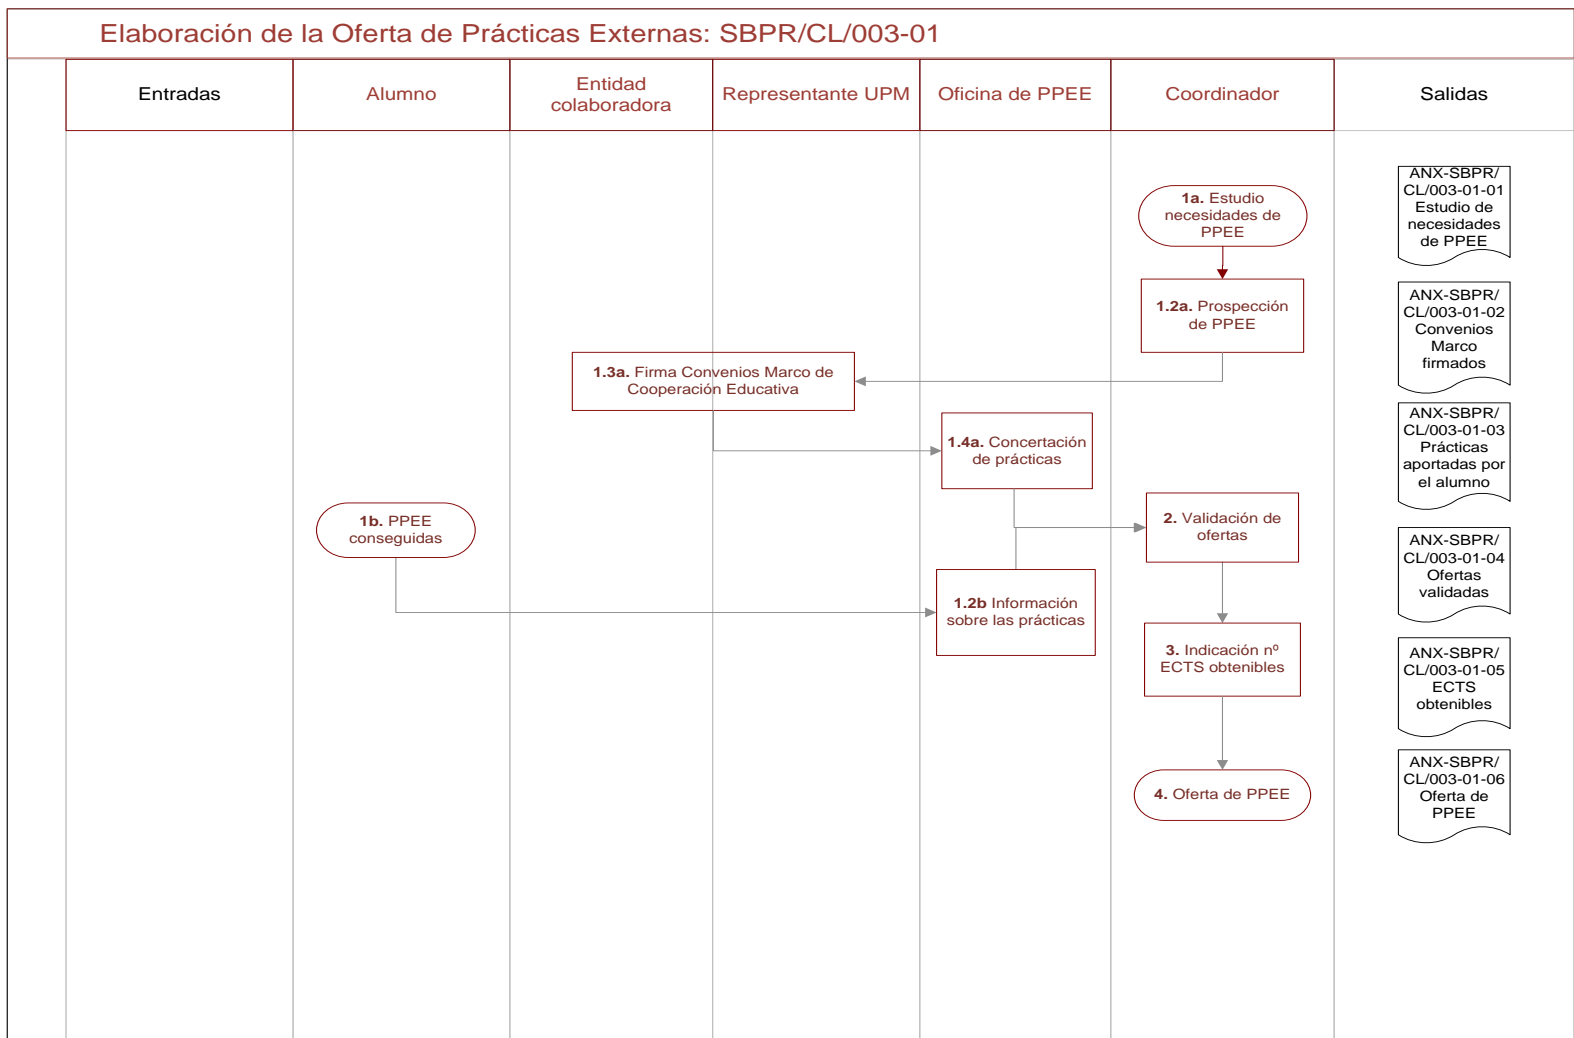 Elaboración de la Oferta de Prácticas Externas: SBPR/CL/003-01
Entradas
Alumno
Entidad
colaboradora
Representante UPM
Oficina de PPEE
Coordinador
Salidas
1a. Estudio
necesidades de
PPEE
1.2a. Prospección
de PPEE
1.3a. Firma Convenios Marco de
Cooperación Educativa
1.4a. Concertación
de prácticas
1b. PPEE
conseguidas
2. Validación de
ofertas
1.2b Información
sobre las prácticas
3. Indicación nº
ECTS obtenibles
4. Oferta de PPEE
ANX-SBPR/
CL/003-01-01
Estudio de
necesidades
de PPEE
ANX-SBPR/
CL/003-01-02
Convenios
Marco
firmados
ANX-SBPR/
CL/003-01-03
Prácticas
aportadas por
el alumno
ANX-SBPR/
CL/003-01-04
Ofertas
validadas
ANX-SBPR/
CL/003-01-05
ECTS
obtenibles
ANX-SBPR/
CL/003-01-06
Oferta de
PPEE